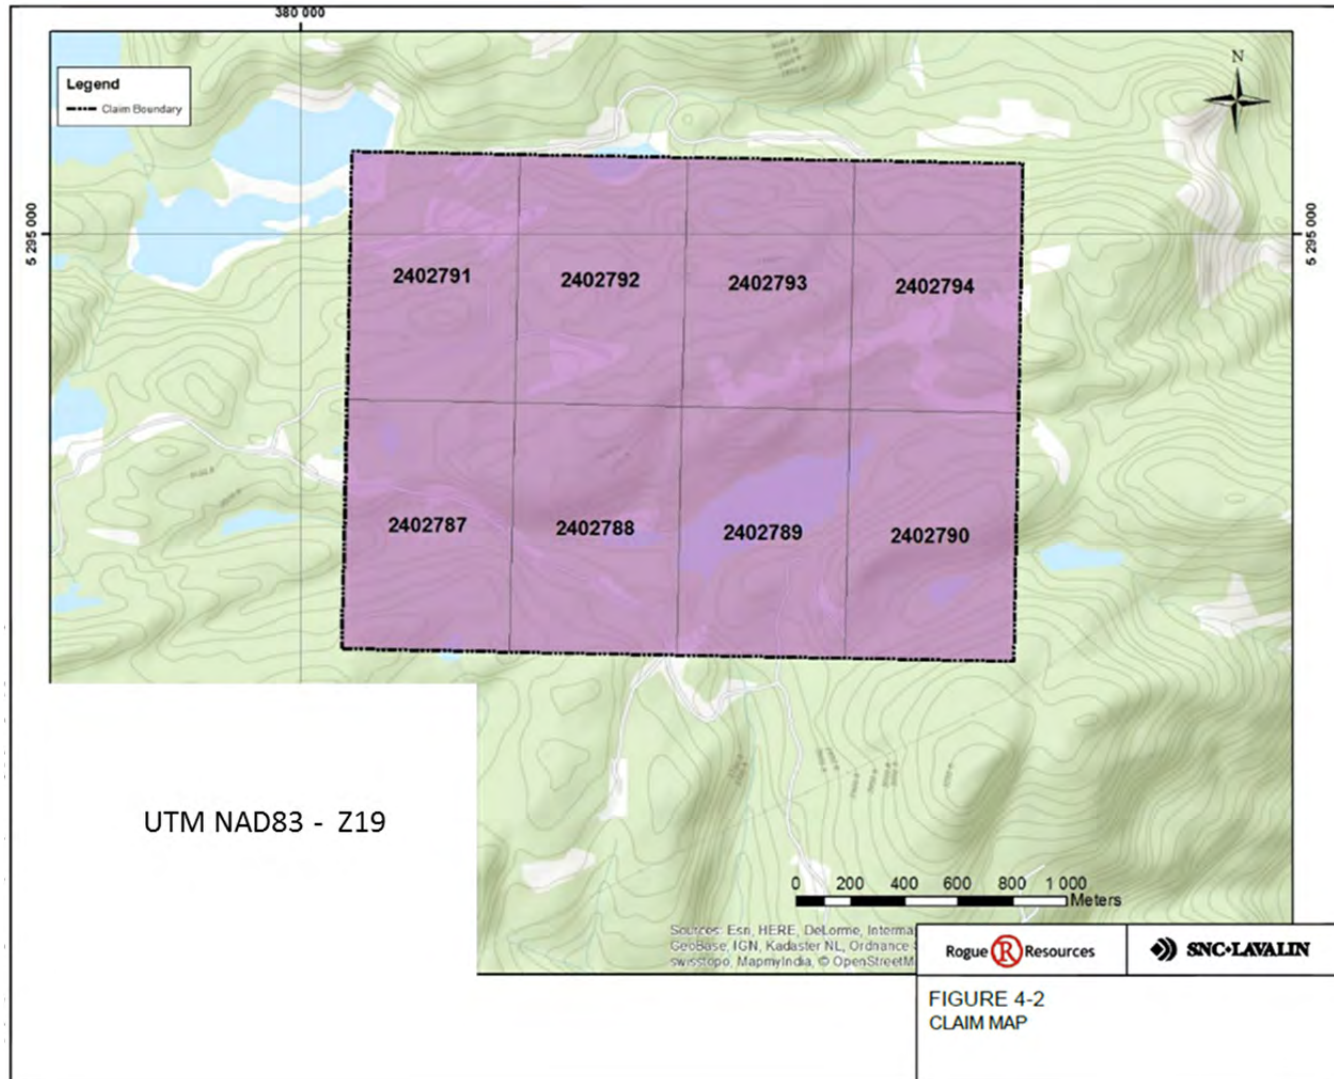 380 000
N
Legend
Claim Boundary
5 295 000
5 295 000
2402791
2402792
2402793
2402794
2402787
2402788
2402789
2402790
UTM NAD83 - Z19
0 200 400 600 800 1 000
Meters
Sources: Esri, HERE, DeLorme, Interma
GeoBase, IGN, Kadaster NL, Ordnance S
swisstopo, MapmyIndia, © OpenStreetM
Rogue R Resources
SNC•LAVALIN
FIGURE 4-2
CLAIM MAP